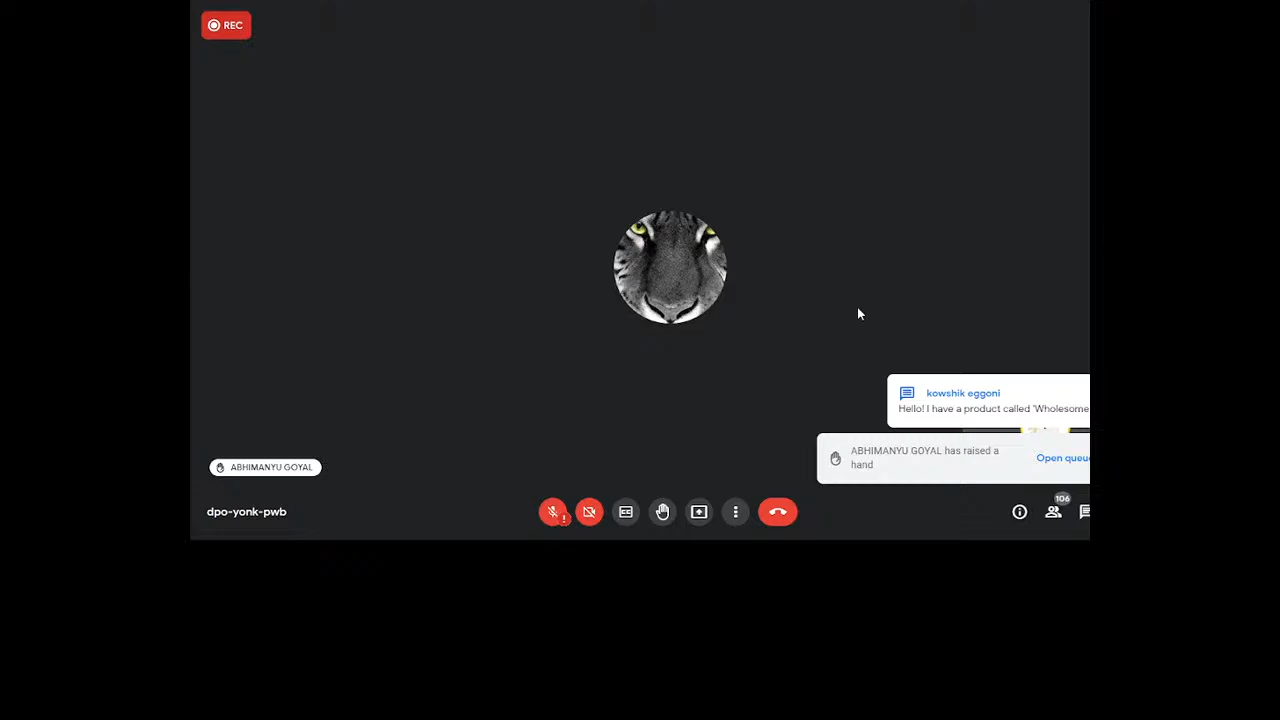 REC
kowshik eggoni
Hello! I have a product called 'Wholesome
ABHIMANYU GOYAL has raised a
hand
Open queue
ABHIMANYU GOYAL
dpo-yonk-pwb
106